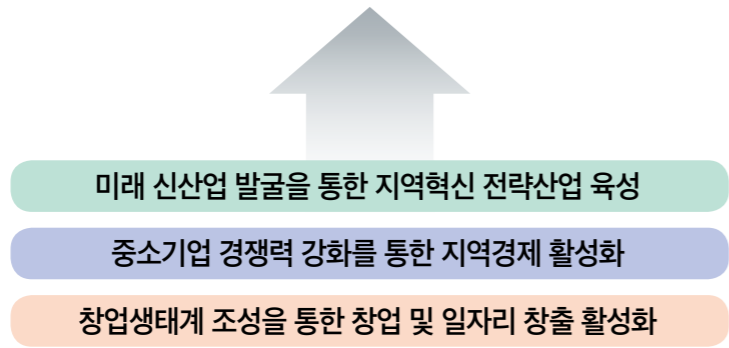 미래 신산업 발굴을 통한 지역혁신 전략산업 육성
중소기업 경쟁력 강화를 통한 지역경제 활성화
창업생태계 조성을 통한 창업 및 일자리 창출 활성화